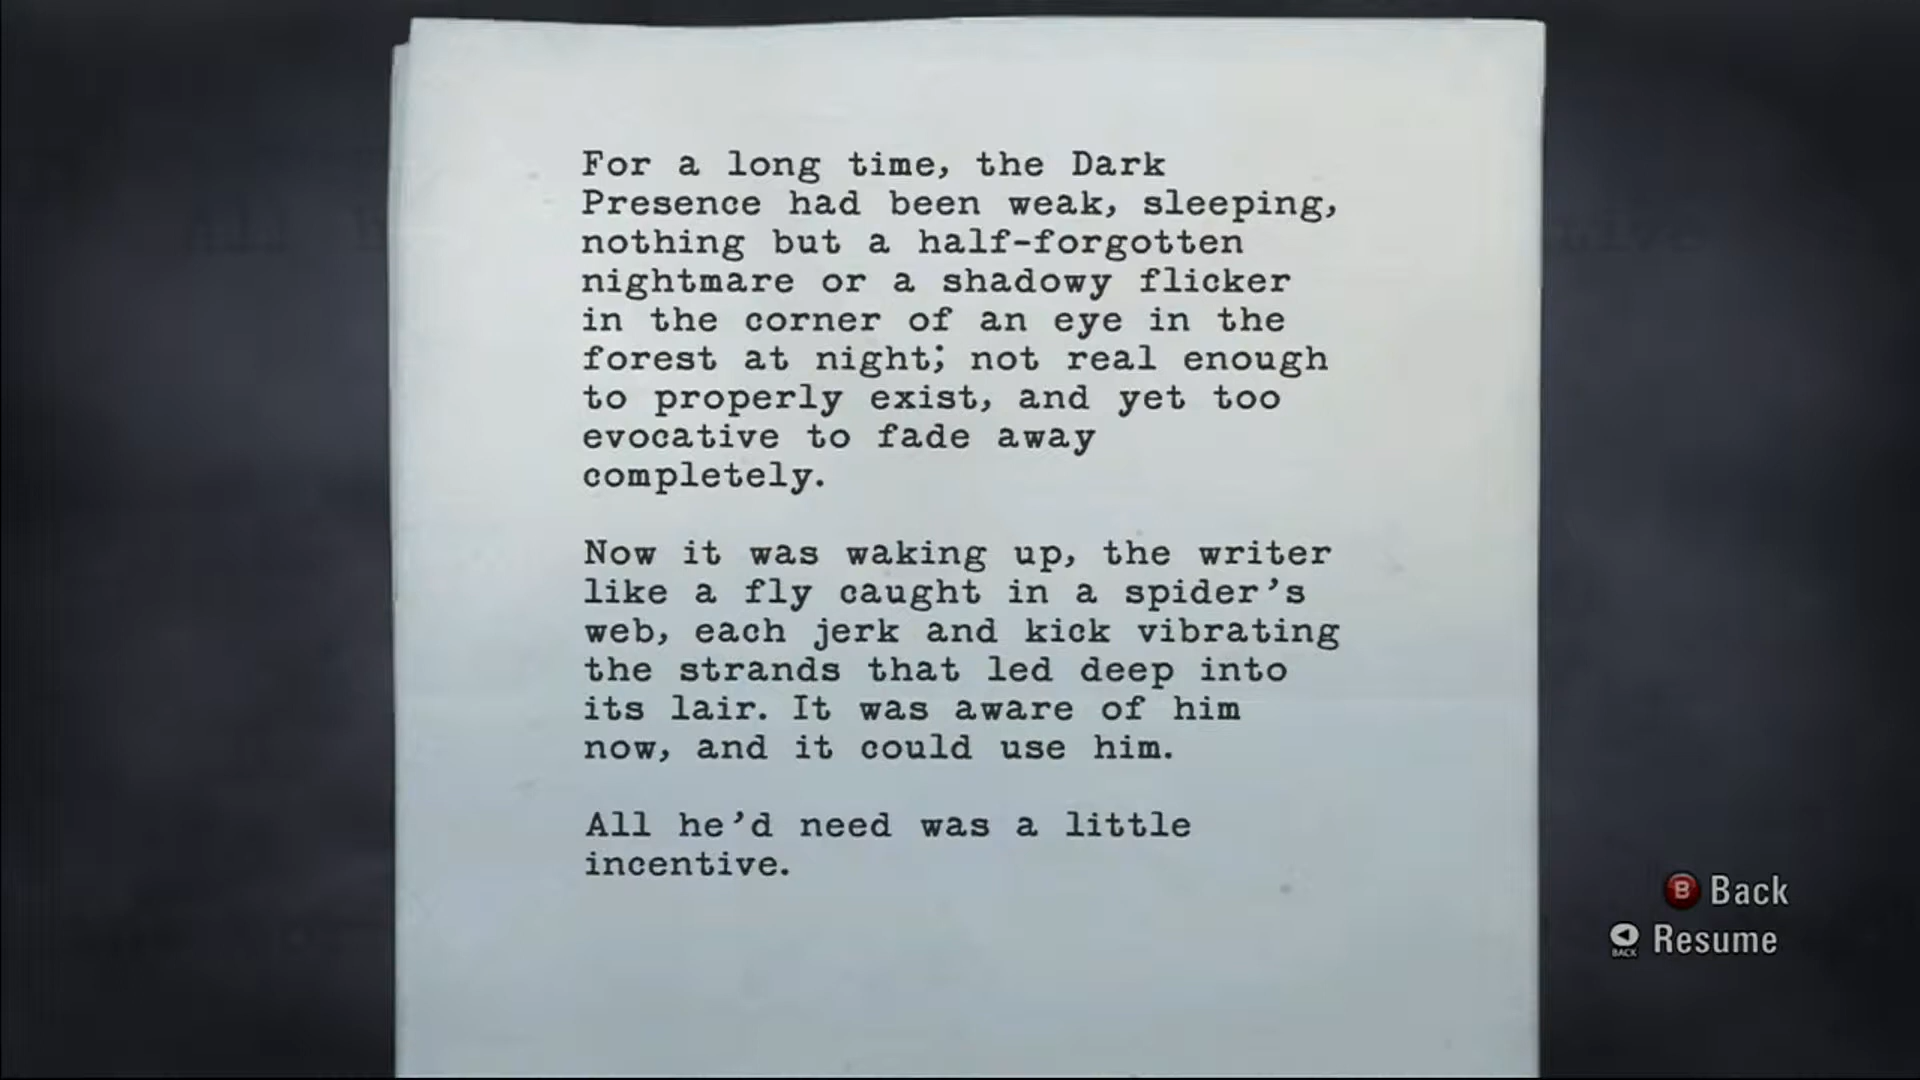 For a long time, the Dark
Presence had been weak, sleeping,
nothing but a half-forgotten
nightmare or a shadowy flicker
in the corner of an eye in the
forest at night; not real enough
to properly exist, and yet too
evocative to fade away
completely.
Now it was waking up, the writer
like a fly caught in a spider’s
web, each jerk and kick vibrating
the strands that led deep into
its lair. It was aware of him
now, and it could use him.
All he’d need was a little
incentive.
B Back
BACK Resume